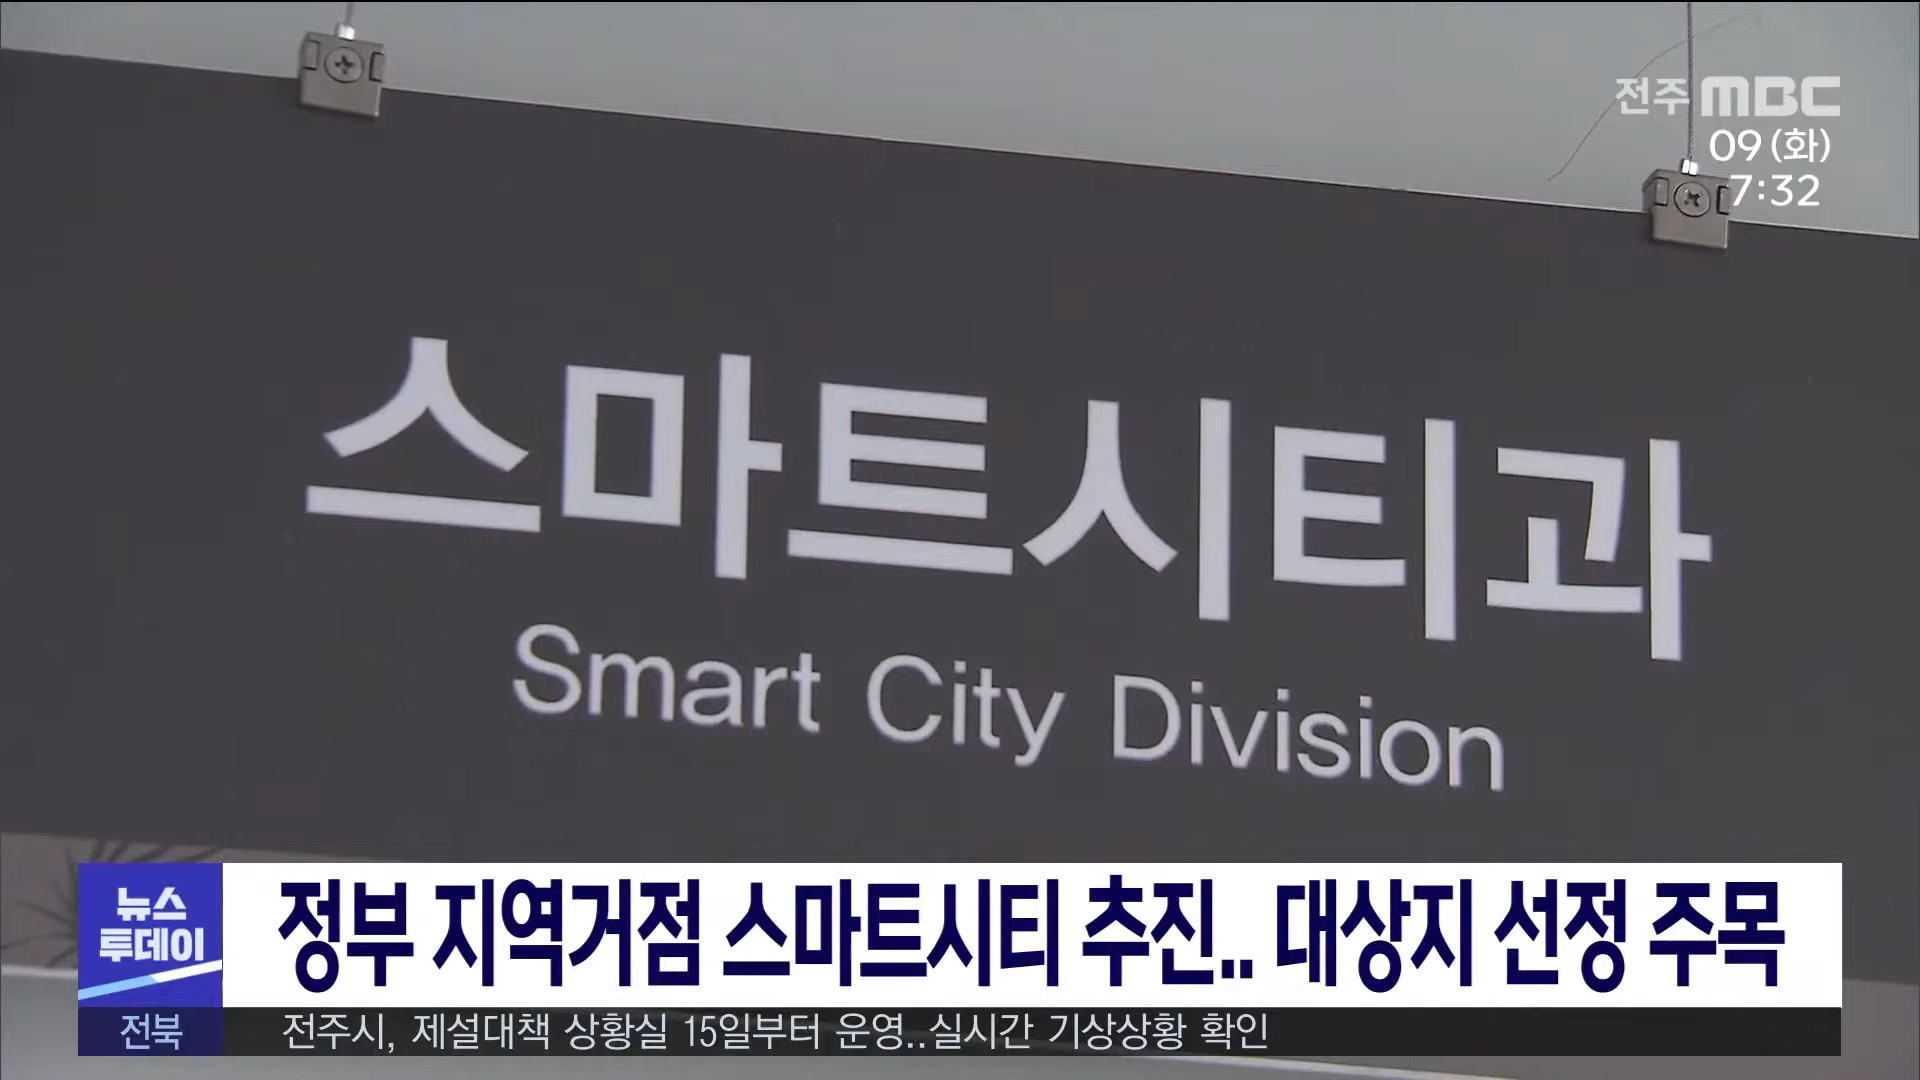 전주 MBC
09(화)
7:32
스마트시티과
Smart City Division
뉴스
투데이
정부 지역거점 스마트시티 추진.. 대상지 선정 주목
전북
전주시, 제설대책 상황실 15일부터 운영..실시간 기상상황 확인